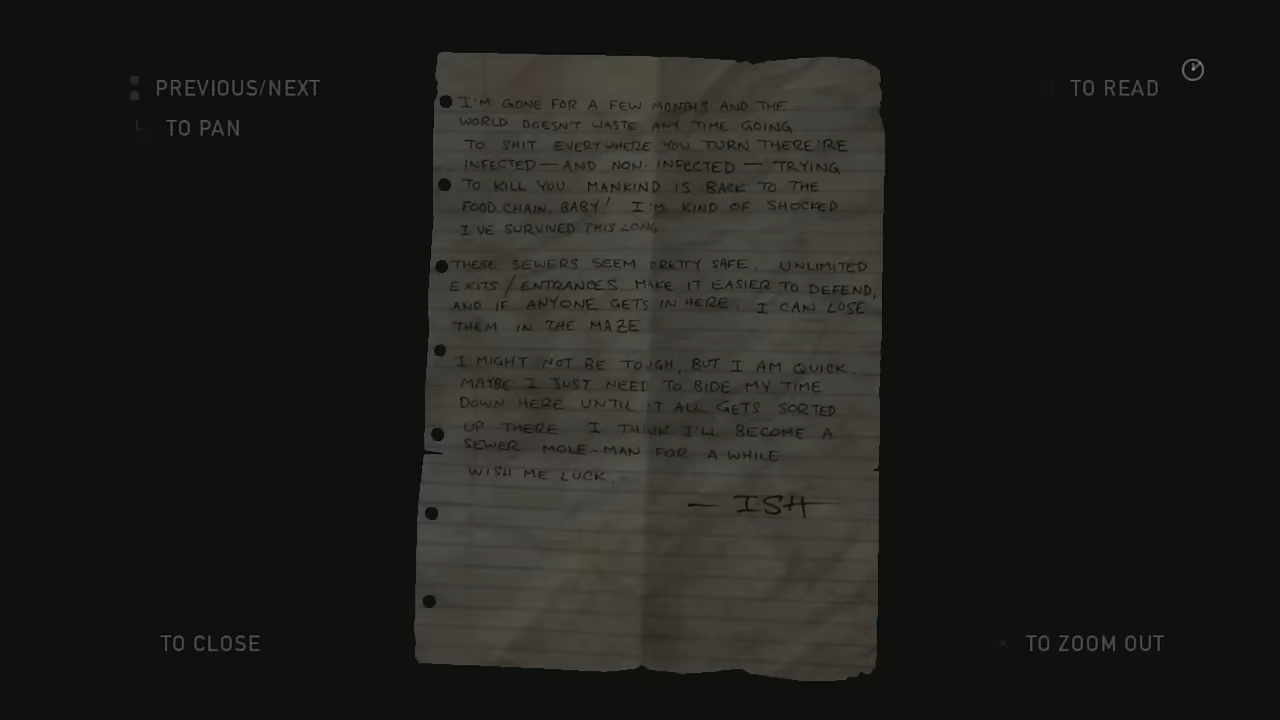 PREVIOUS/NEXT
TO PAN
TO READ
I'M GONE FOR A FEW MONTHS AND THE
WORLD DOESN'T WASTE ANY TIME GOING
TO SHIT EVERYWHERE YOU TURN THERE'RE
INFECTED — AND NON-INFECTED — TRYING
TO KILL YOU. MANKIND IS BACK TO THE
FOOD CHAIN, BABY! I'M KIND OF SHOCKED
I'VE SURVIVED THIS LONG
THESE SEWERS SEEM PRETTY SAFE. UNLIMITED
EXITS/ENTRANCES MAKE IT EASIER TO DEFEND,
AND IF ANYONE GETS IN HERE, I CAN LOSE
THEM IN THE MAZE
I MIGHT NOT BE TOUGH, BUT I AM QUICK.
MAYBE I JUST NEED TO BIDE MY TIME
DOWN HERE UNTIL IT ALL GETS SORTED
UP THERE I THINK I'LL BECOME A
SEWER MOLE-MAN FOR A WHILE
WISH ME LUCK.
— ISH
TO CLOSE
TO ZOOM OUT